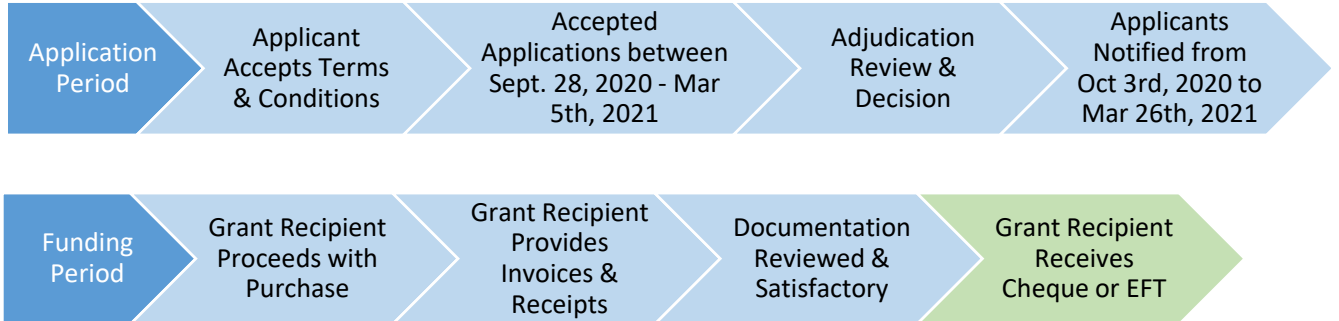 Application
Period
Applicant
Accepts Terms
& Conditions
Accepted
Applications between
Sept. 28, 2020 - Mar
5th, 2021
Adjudication
Review &
Decision
Applicants
Notified from
Oct 3rd, 2020 to
Mar 26th, 2021
Funding
Period
Grant Recipient
Proceeds with
Purchase
Grant Recipient
Provides
Invoices &
Receipts
Documentation
Reviewed &
Satisfactory
Grant Recipient
Receives
Cheque or EFT